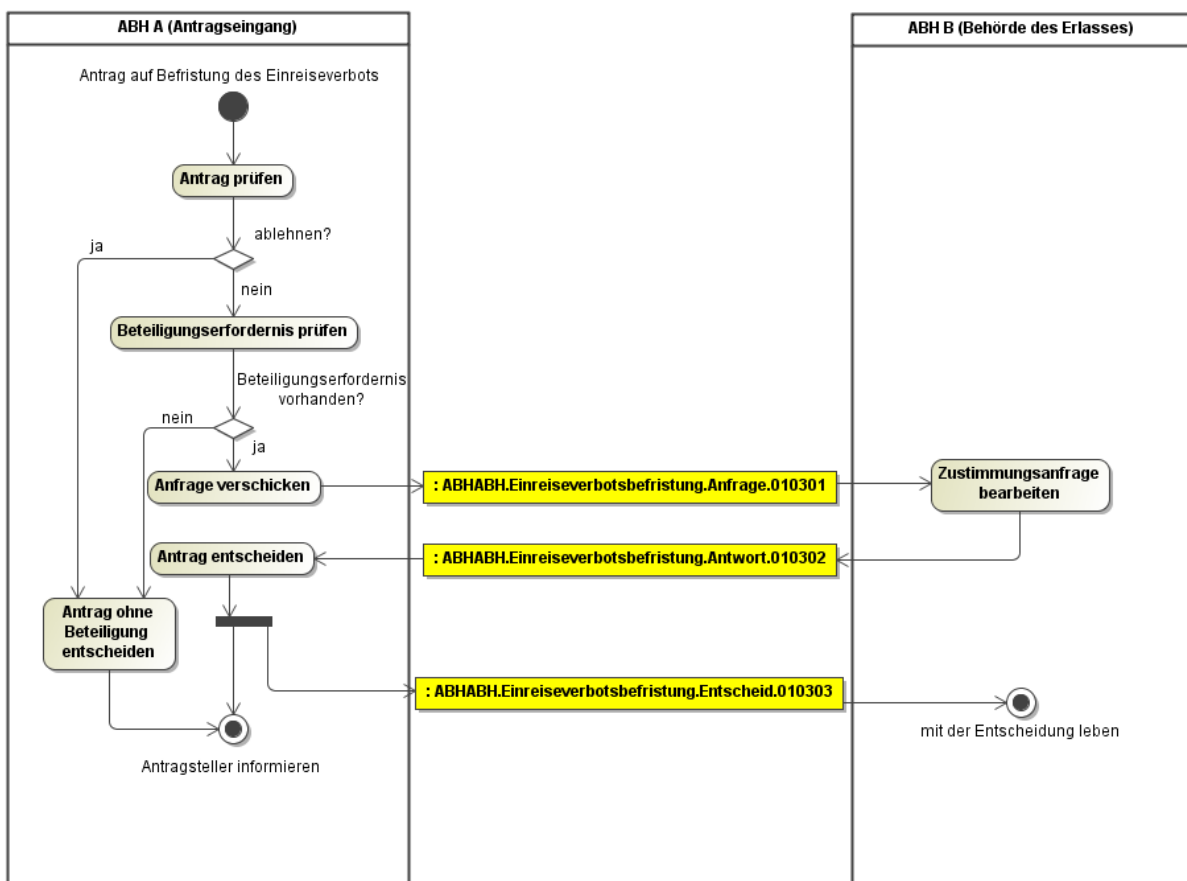 ABH A (Antragseingang)
ABH B (Behörde des Erlasses)
Antrag auf Befristung des Einreiseverbots
Antrag prüfen
ablehnen?
ja
nein
Beteiligungserfordernis prüfen
Beteiligungserfordernis
vorhanden?
nein
ja
Anfrage verschicken
: ABHABH.Einreiseverbotsbefristung.Anfrage.010301
Zustimmungsanfrage
bearbeiten
Antrag entscheiden
: ABHABH.Einreiseverbotsbefristung.Antwort.010302
Antrag ohne
Beteiligung
entscheiden
: ABHABH.Einreiseverbotsbefristung.Entscheid.010303
mit der Entscheidung leben
Antragsteller informieren